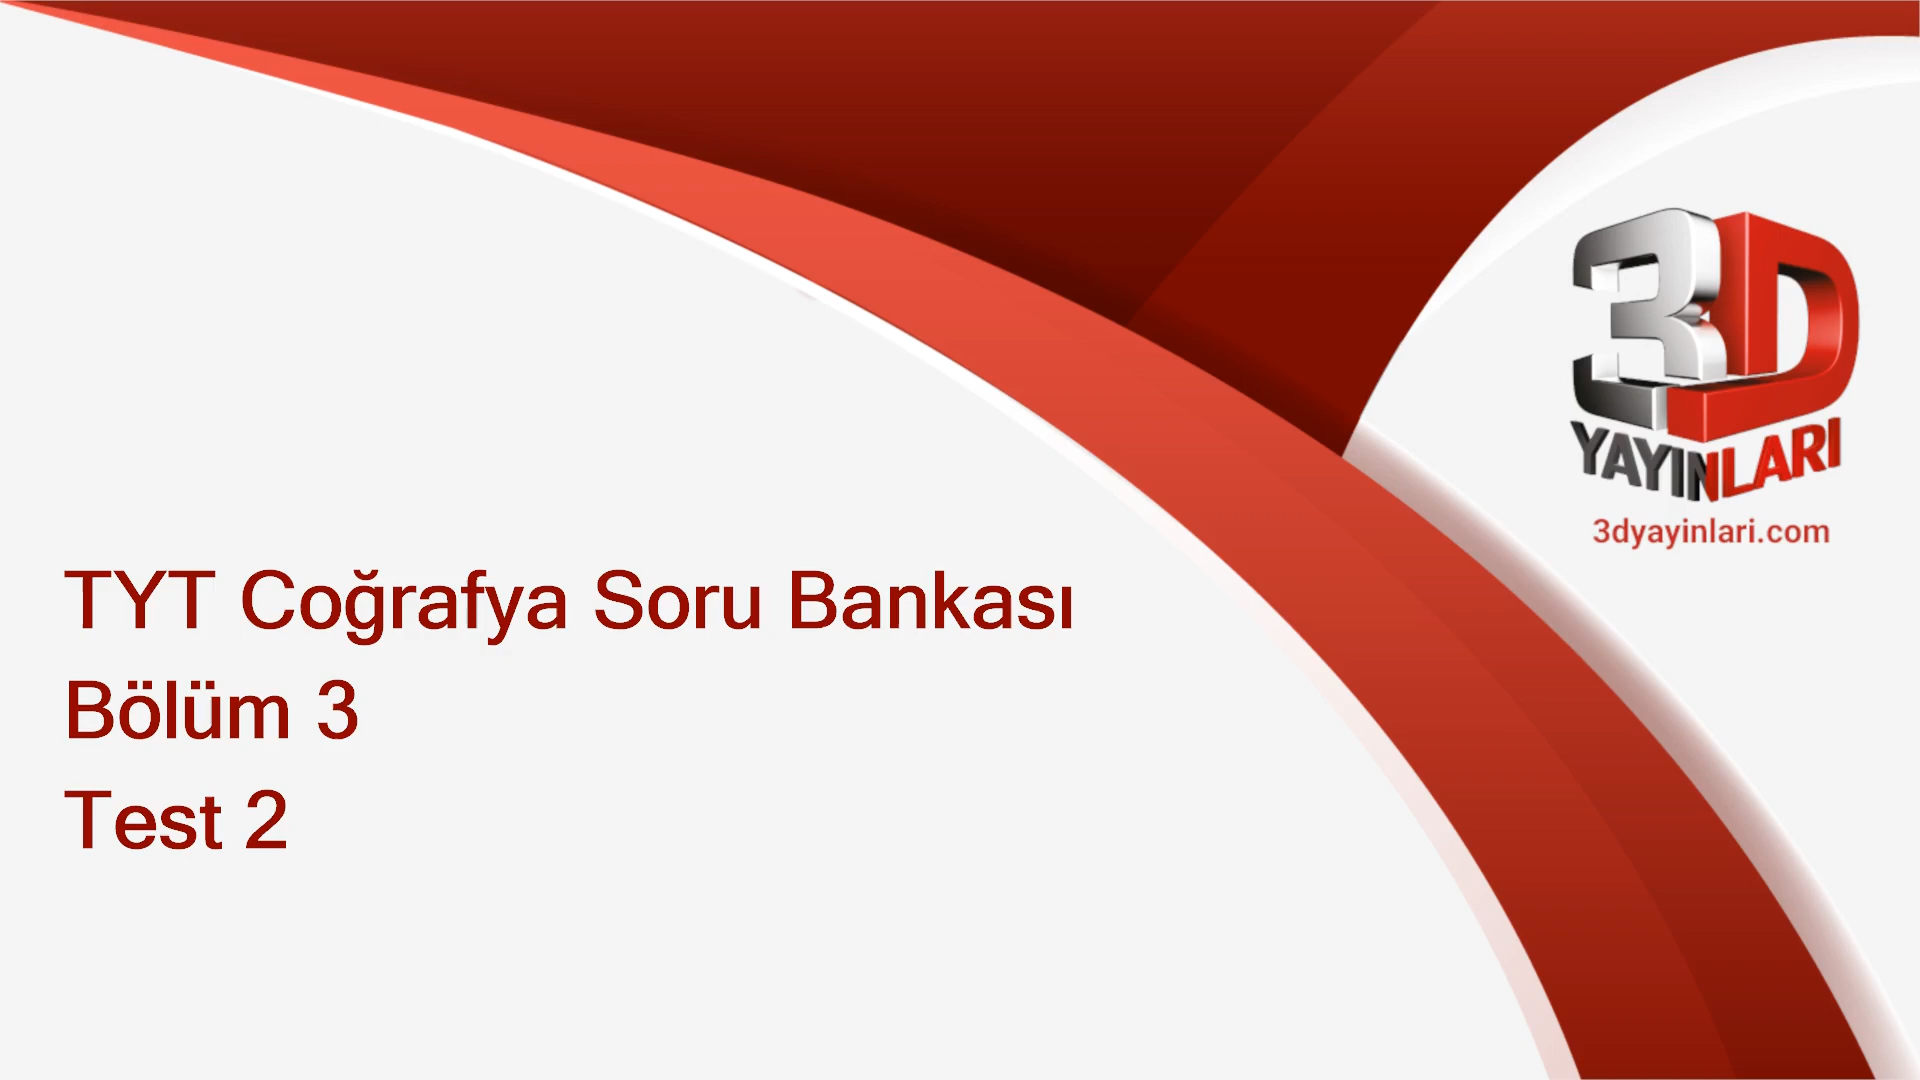 3D
YAYINLARI
3dyayinlari.com
TYT Coğrafya Soru Bankası
Bölüm 3
Test 2